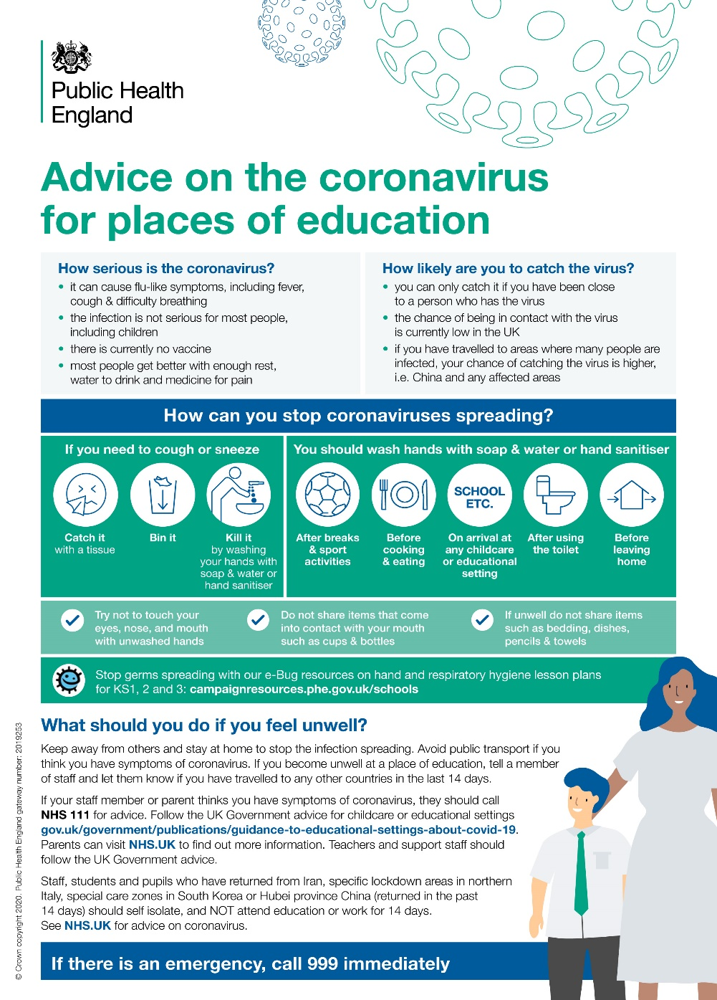 Public Health
England
Advice on the coronavirus
for places of education
How serious is the coronavirus?
• it can cause flu-like symptoms, including fever,
cough & difficulty breathing
• the infection is not serious for most people,
including children
• there is currently no vaccine
• most people get better with enough rest,
water to drink and medicine for pain
How likely are you to catch the virus?
• you can only catch it if you have been close
to a person who has the virus
• the chance of being in contact with the virus
is currently low in the UK
• if you have travelled to areas where many people are
infected, your chance of catching the virus is higher,
i.e. China and any affected areas
How can you stop coronaviruses spreading?
If you need to cough or sneeze
Catch it
with a tissue
Bin it
Kill it
by washing
your hands with
soap & water or
hand sanitiser
You should wash hands with soap & water or hand sanitiser
After breaks
& sport
activities
Before
cooking
& eating
SCHOOL
ETC.
On arrival at
any childcare
or educational
setting
After using
the toilet
Before
leaving
home
Try not to touch your
eyes, nose, and mouth
with unwashed hands
Do not share items that come
into contact with your mouth
such as cups & bottles
If unwell do not share items
such as bedding, dishes,
pencils & towels
Stop germs spreading with our e-Bug resources on hand and respiratory hygiene lesson plans
for KS1, 2 and 3: campaignresources.phe.gov.uk/schools
What should you do if you feel unwell?
Keep away from others and stay at home to stop the infection spreading. Avoid public transport if you
think you have symptoms of coronavirus. If you become unwell at a place of education, tell a member
of staff and let them know if you have travelled to any other countries in the last 14 days.
If your staff member or parent thinks you have symptoms of coronavirus, they should call
NHS 111 for advice. Follow the UK Government advice for childcare or educational settings
gov.uk/government/publications/guidance-to-educational-settings-about-covid-19.
Parents can visit NHS.UK to find out more information. Teachers and support staff should
follow the UK Government advice.
Staff, students and pupils who have returned from Iran, specific lockdown areas in northern
Italy, special care zones in South Korea or Hubei province China (returned in the past
14 days) should self isolate, and NOT attend education or work for 14 days.
See NHS.UK for advice on coronavirus.
If there is an emergency, call 999 immediately
© Crown copyright 2020. Public Health England gateway number: 2019253